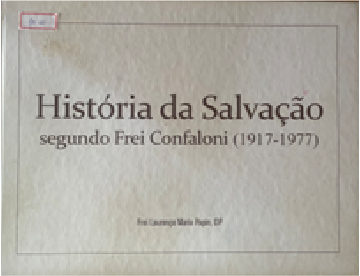 História da Salvação
segundo Frei Confaloni (1917-1977)
Frei Lourenço Maria Papin, OP